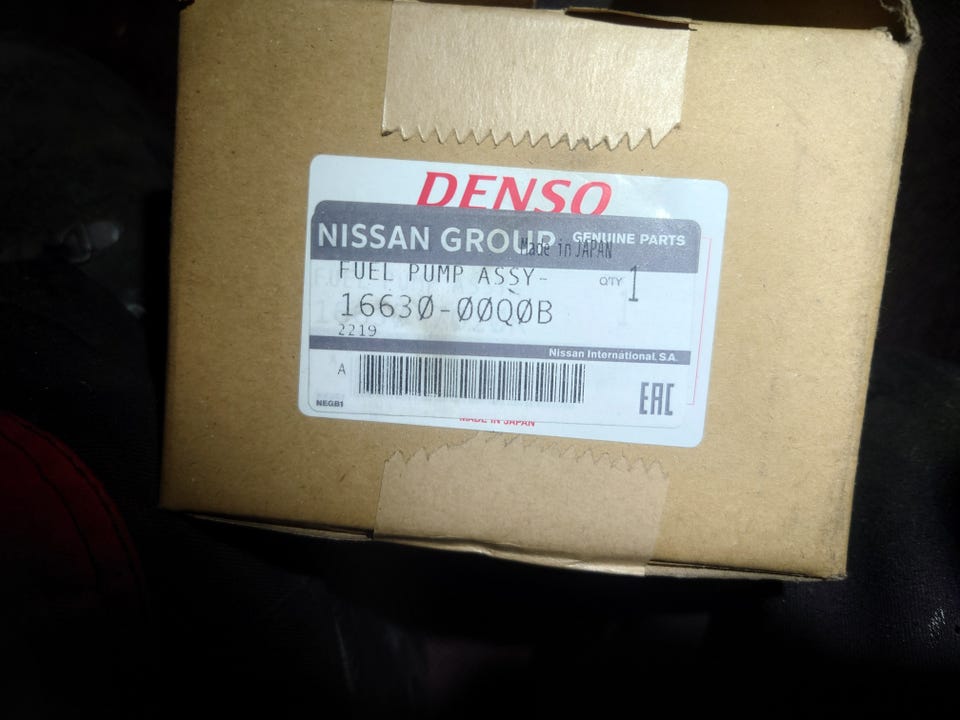 DENSO
NISSAN GROUP GENUINE PARTS
Made in JAPAN
FUEL PUMP ASSY- Q'TY 1
16630-00Q0B
2219
Nissan International. S.A.
A
EAC
NEGB1
MADE IN JAPAN